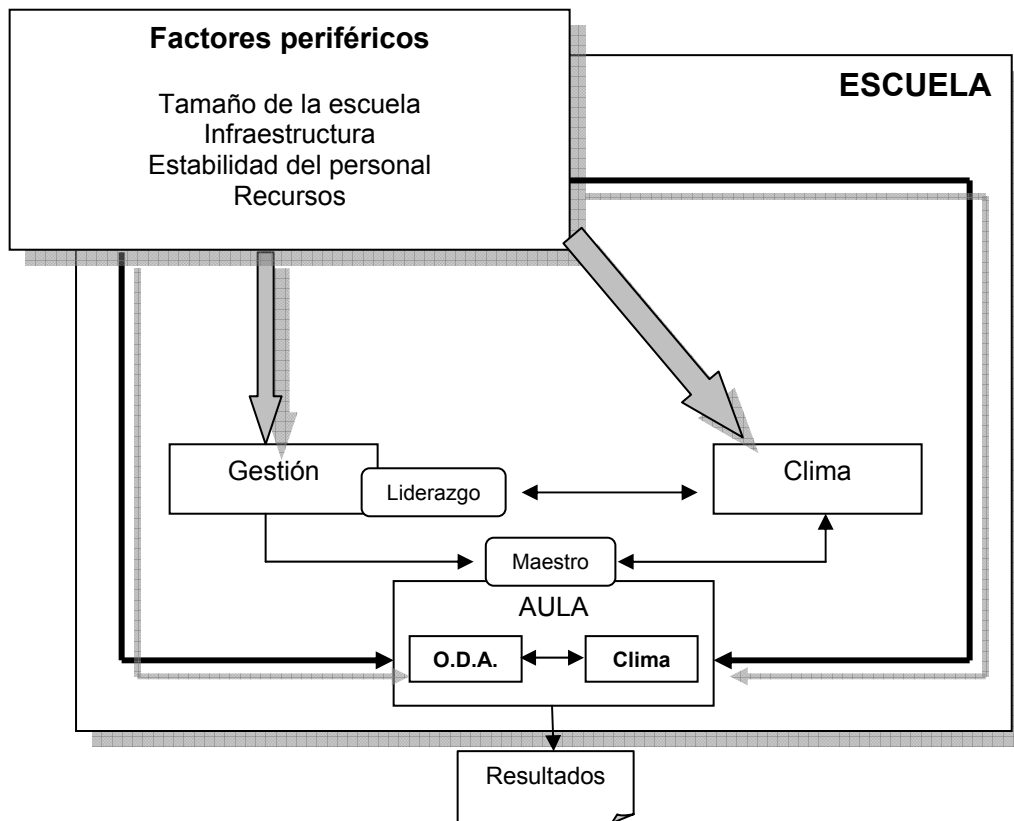 Factores periféricos
Tamaño de la escuela
Infraestructura
Estabilidad del personal
Recursos
ESCUELA
Gestión
Liderazgo
Clima
Maestro
AULA
O.D.A.
Clima
Resultados